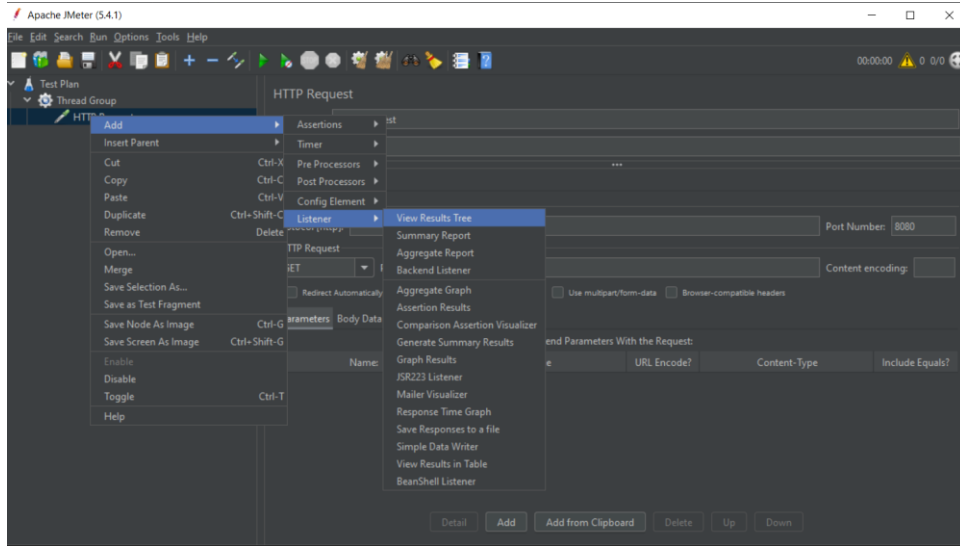 Apache JMeter (5.4.1)
File Edit Search Run Options Tools Help
00:00:00 0 0/0
Test Plan
Thread Group
HTTP Request
Add
Insert Parent
Cut Ctrl-X
Copy Ctrl-C
Paste Ctrl-V
Duplicate Ctrl+Shift-C
Remove Delete
Open...
Merge
Save Selection As...
Save as Test Fragment
Save Node As Image Ctrl-G
Save Screen As Image Ctrl+Shift-G
Enable
Disable
Toggle Ctrl-T
Help
Assertions
Timer
Pre Processors
Post Processors
Config Element
Listener
View Results Tree
Summary Report
Aggregate Report
Backend Listener
Aggregate Graph
Assertion Results
Comparison Assertion Visualizer
Generate Summary Results
Graph Results
JSR223 Listener
Mailer Visualizer
Response Time Graph
Save Responses to a file
Simple Data Writer
View Results in Table
BeanShell Listener
Port Number: 8080
Content encoding:
Redirect Automatically Use multipart/form-data Browser-compatible headers
Body Data
Parameters With the Request:
Name: URL Encode? Content-Type Include Equals?
Detail Add Add from Clipboard Delete Up Down